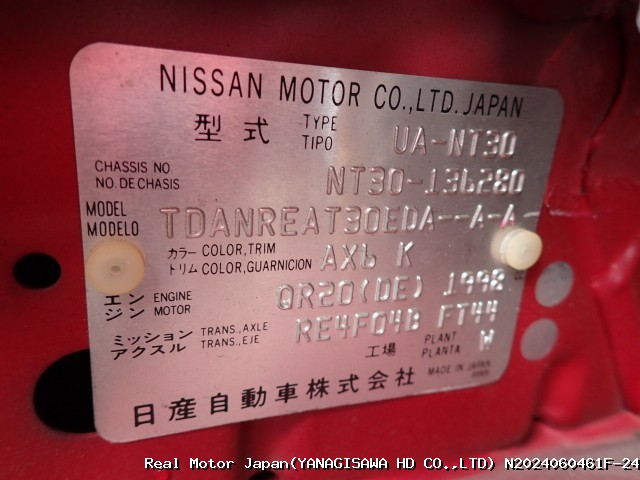 NISSAN MOTOR CO.,LTD. JAPAN
型式 TYPE TIPO UA-NT30
CHASSIS NO NO. DE CHASIS NT30-136280
MODEL MODELO TDANREAT30EDA--A-A-
カラー COLOR,TRIM
トリム COLOR,GUARNICION AX6 K
エンジン ENGINE MOTOR QR20(DE) 1998
ミッション アクスル TRANS.,AXLE TRANS.,EJE RE4F04B FT44
工場 PLANT PLANTA W
日産自動車株式会社 MADE IN JAPAN
Real Motor Japan(YANAGISAWA HD CO.,LTD) N2024060461F-24